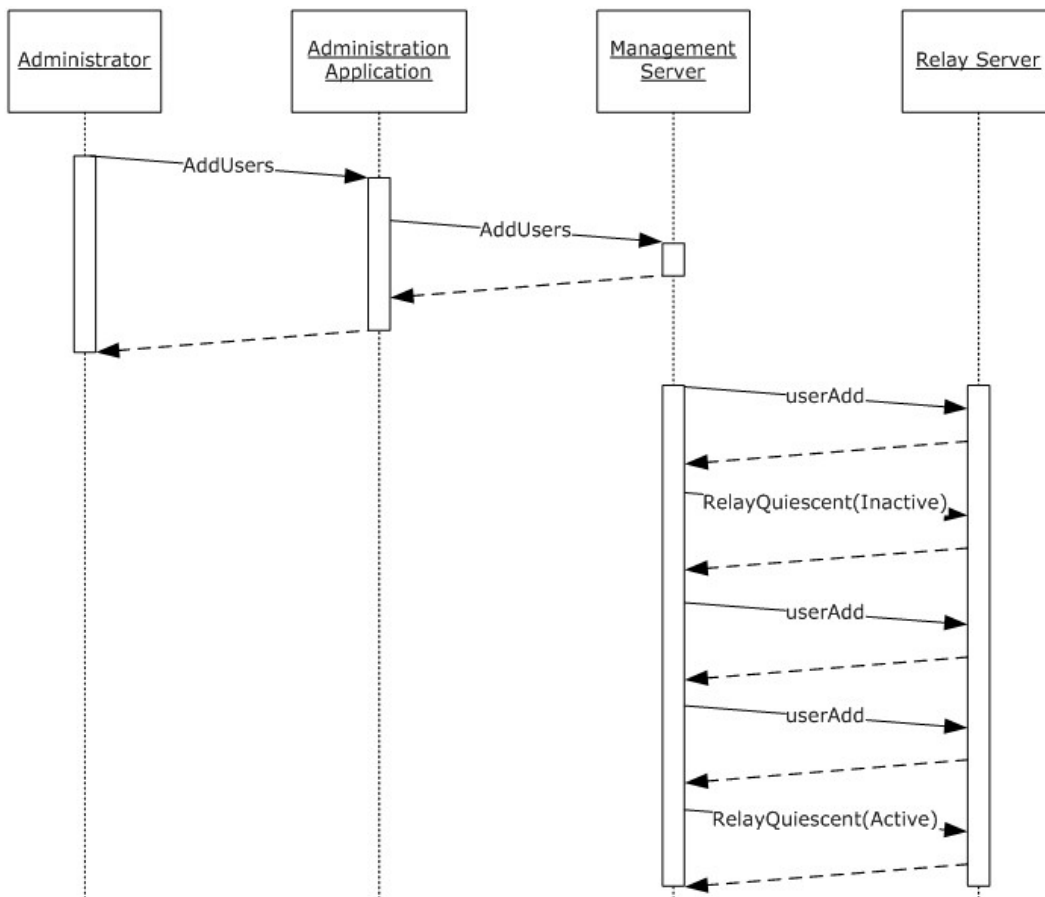 Administrator
Administration
Application
Management
Server
Relay Server
AddUsers
AddUsers
userAdd
RelayQuiescent(Inactive)
userAdd
userAdd
RelayQuiescent(Active)